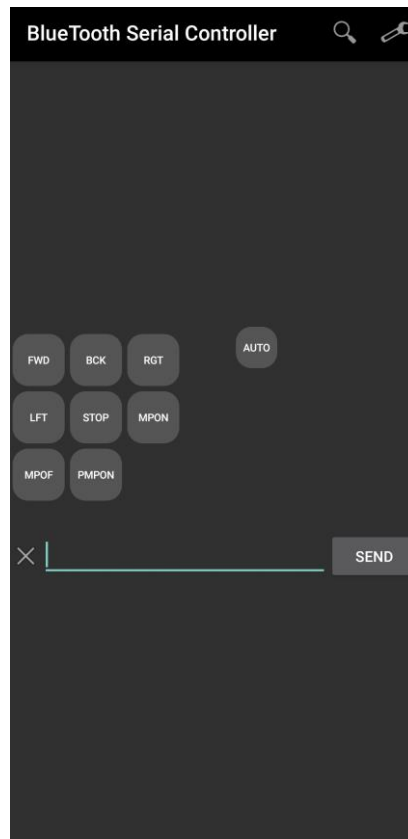 BlueTooth Serial Controller
FWD BCK RGT AUTO
LFT STOP MPON
MPOF PMPON
SEND